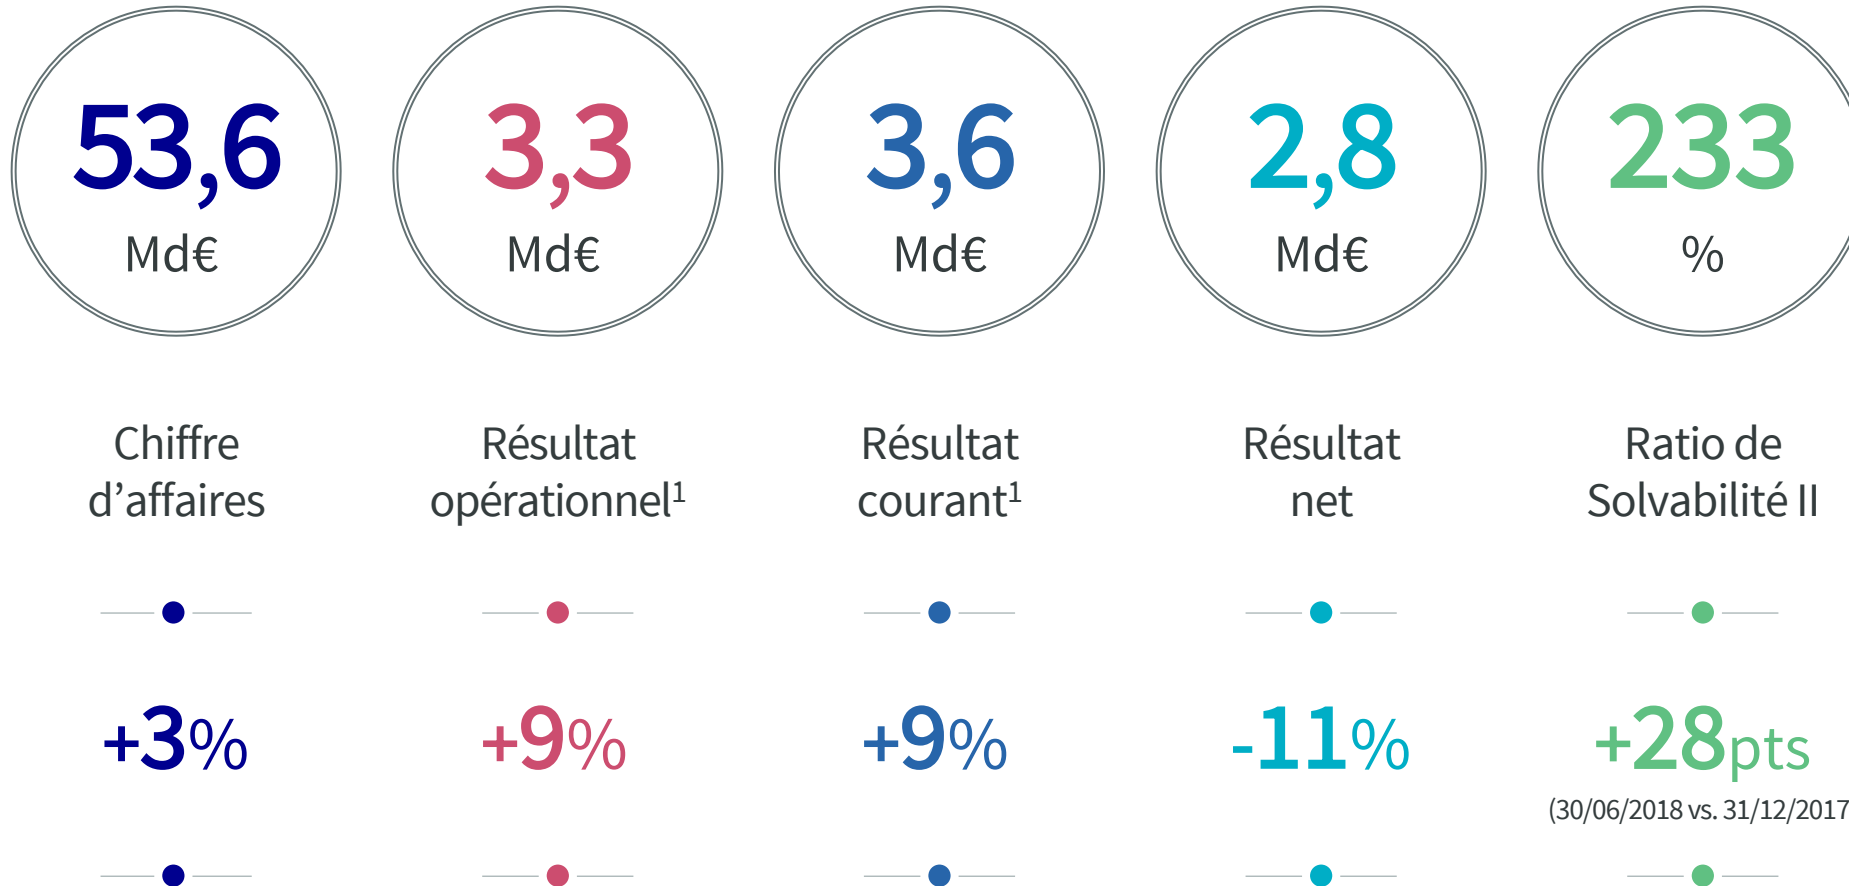 53,6
Md€
Chiffre
d’affaires
+3%
3,3
Md€
Résultat
opérationnel1
+9%
3,6
Md€
Résultat
courant1
+9%
2,8
Md€
Résultat
net
-11%
233
%
Ratio de
Solvabilité II
+28pts
(30/06/2018 vs. 31/12/2017